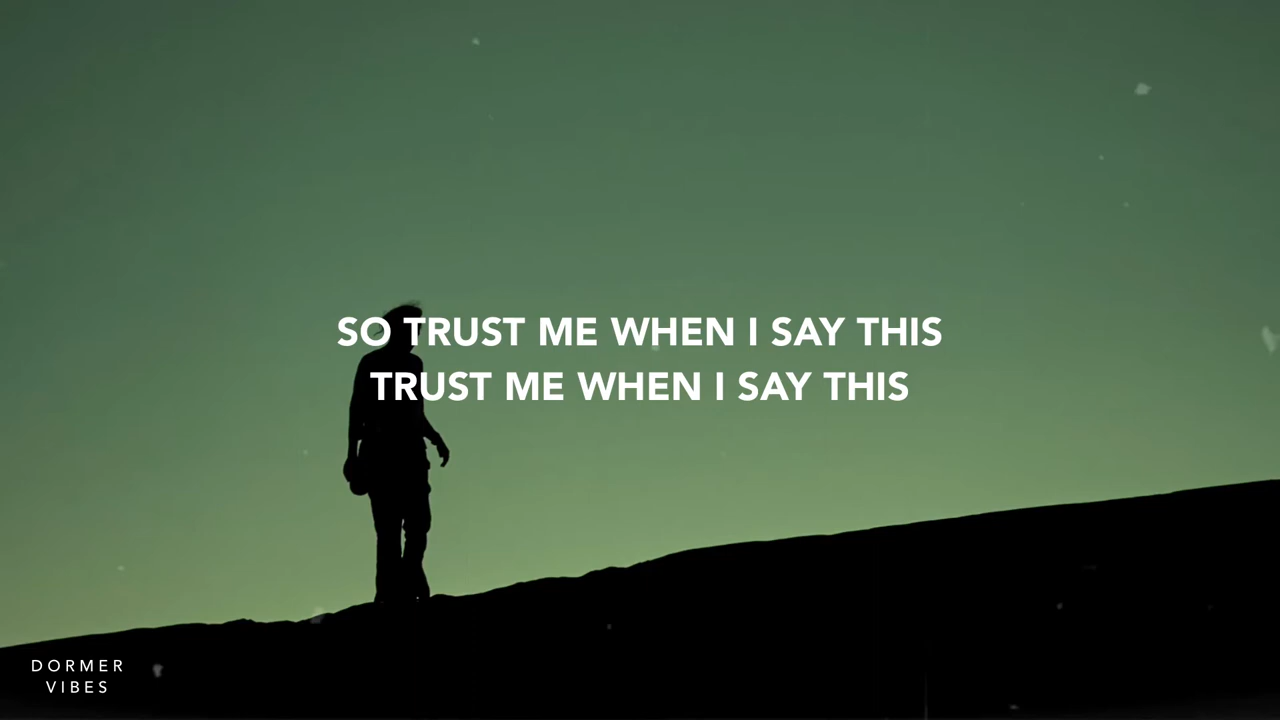 SO TRUST ME WHEN I SAY THIS
TRUST ME WHEN I SAY THIS
DORMER
VIBES